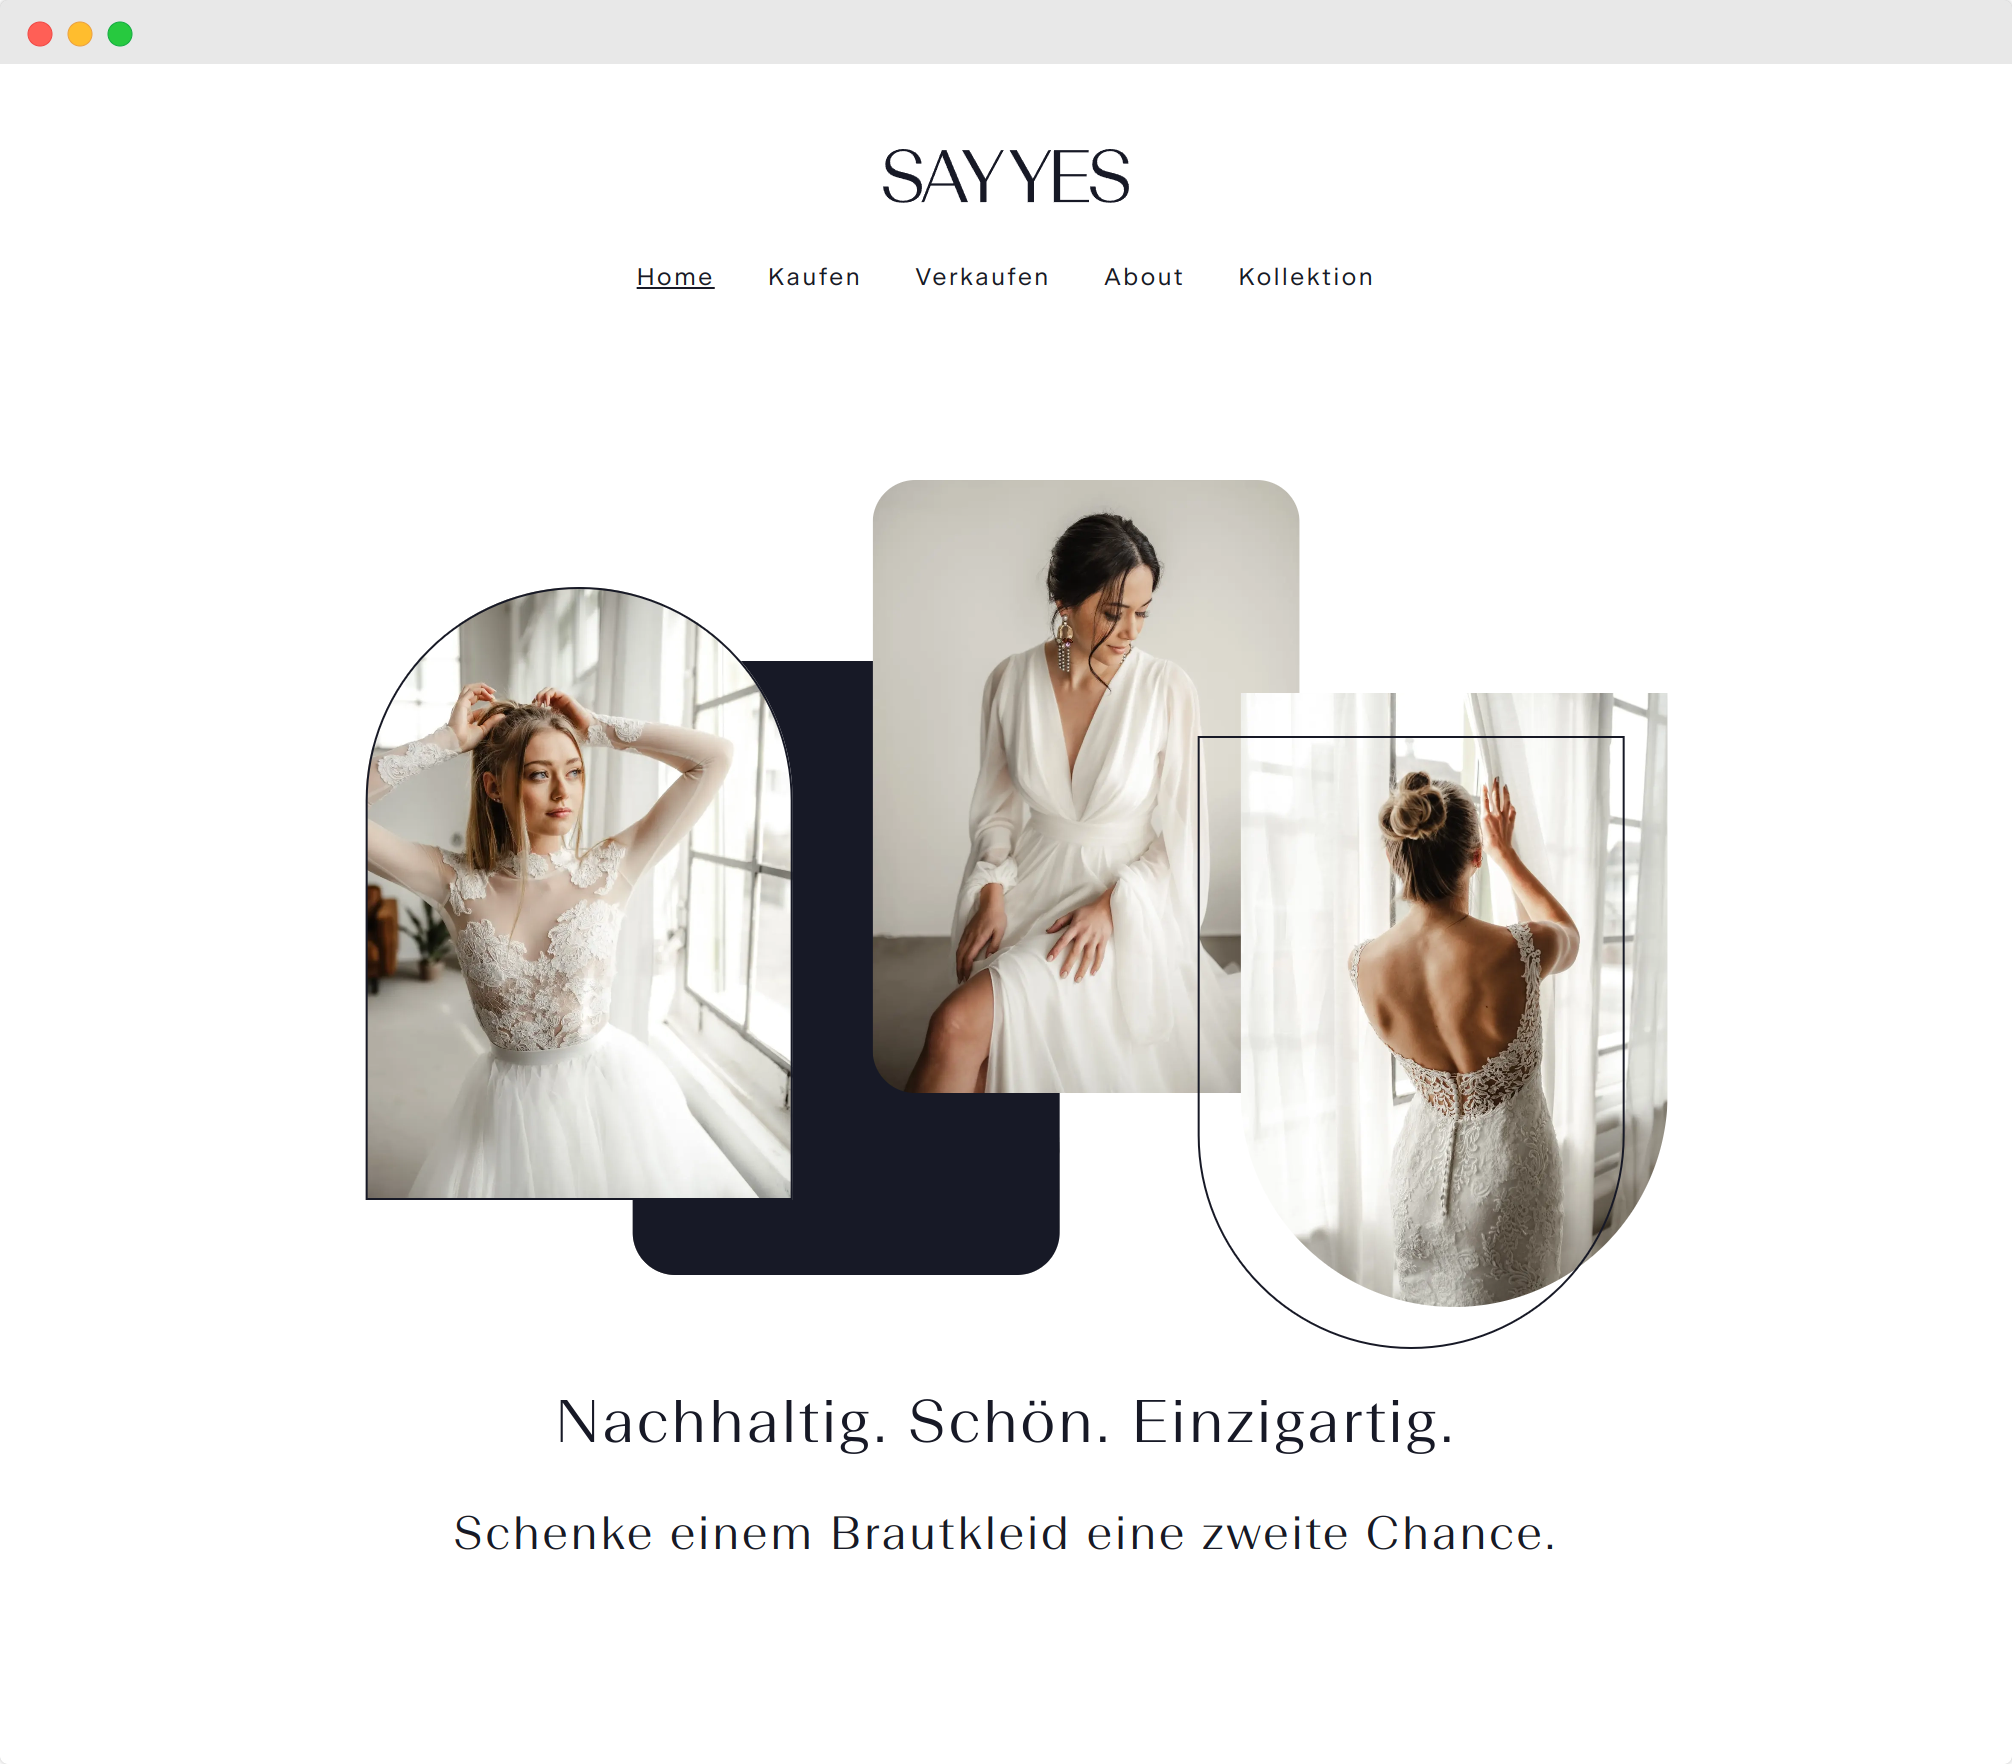 SAY YES
Home Kaufen Verkaufen About Kollektion
Nachhaltig. Schön. Einzigartig.
Schenke einem Brautkleid eine zweite Chance.